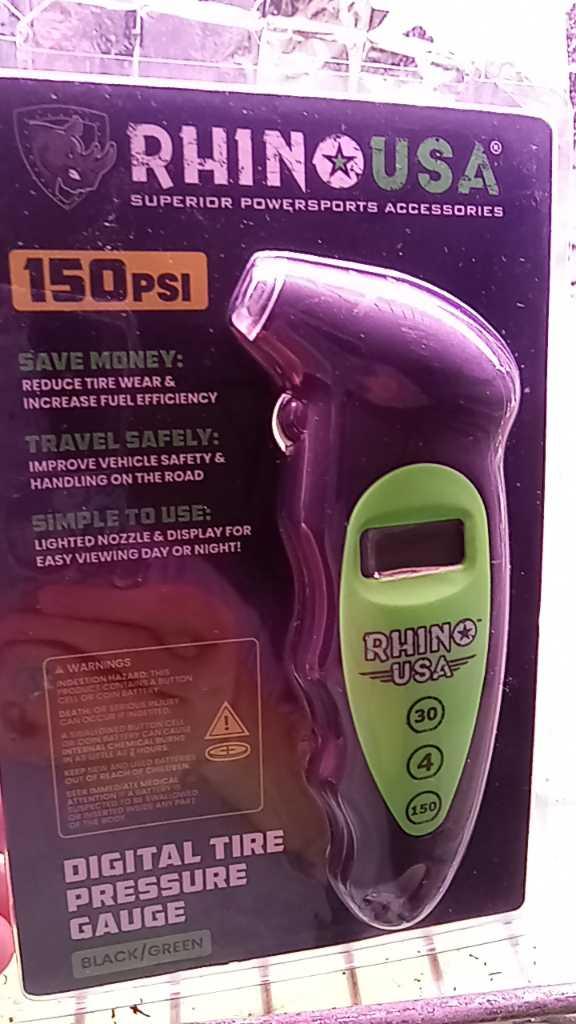 RHINO USA®
SUPERIOR POWERSPORTS ACCESSORIES
150 PSI
SAVE MONEY:
REDUCE TIRE WEAR &
INCREASE FUEL EFFICIENCY
TRAVEL SAFELY:
IMPROVE VEHICLE SAFETY &
HANDLING ON THE ROAD
SIMPLE TO USE:
LIGHTED NOZZLE & DISPLAY FOR
EASY VIEWING DAY OR NIGHT!
RHINO™
USA
30
4
150
WARNINGS
INGESTION HAZARD: THIS
PRODUCT CONTAINS A BUTTON
CELL OR COIN BATTERY.
DEATH OR SERIOUS INJURY
CAN OCCUR IF INGESTED.
A SWALLOWED BUTTON CELL
OR COIN BATTERY CAN CAUSE
INTERNAL CHEMICAL BURNS
IN AS LITTLE AS 2 HOURS.
KEEP NEW AND USED BATTERIES
OUT OF REACH OF CHILDREN.
SEEK IMMEDIATE MEDICAL
ATTENTION IF A BATTERY IS
SUSPECTED TO BE SWALLOWED
OR INSERTED INSIDE ANY PART
OF THE BODY.
DIGITAL TIRE
PRESSURE
GAUGE
BLACK/GREEN